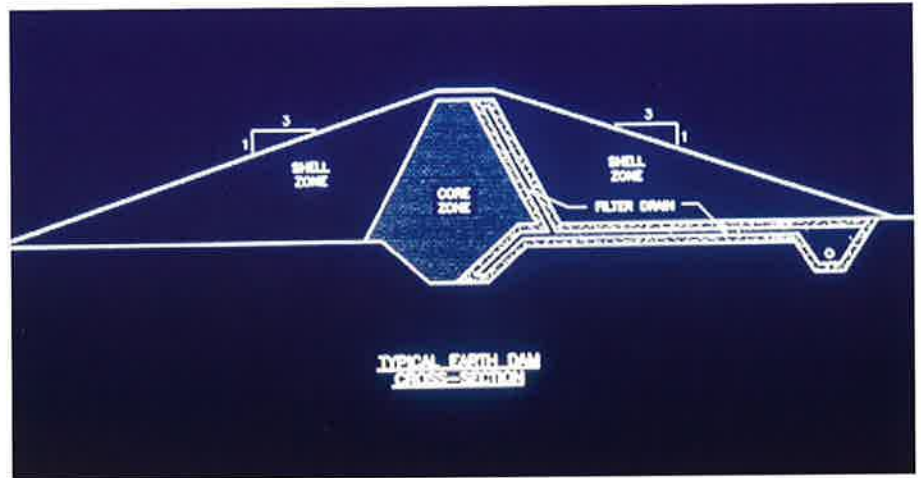 3
1
SHELL
ZONE
CORE
ZONE
3
1
SHELL
ZONE
FILTER DRAIN
TYPICAL EARTH DAM
CROSS-SECTION